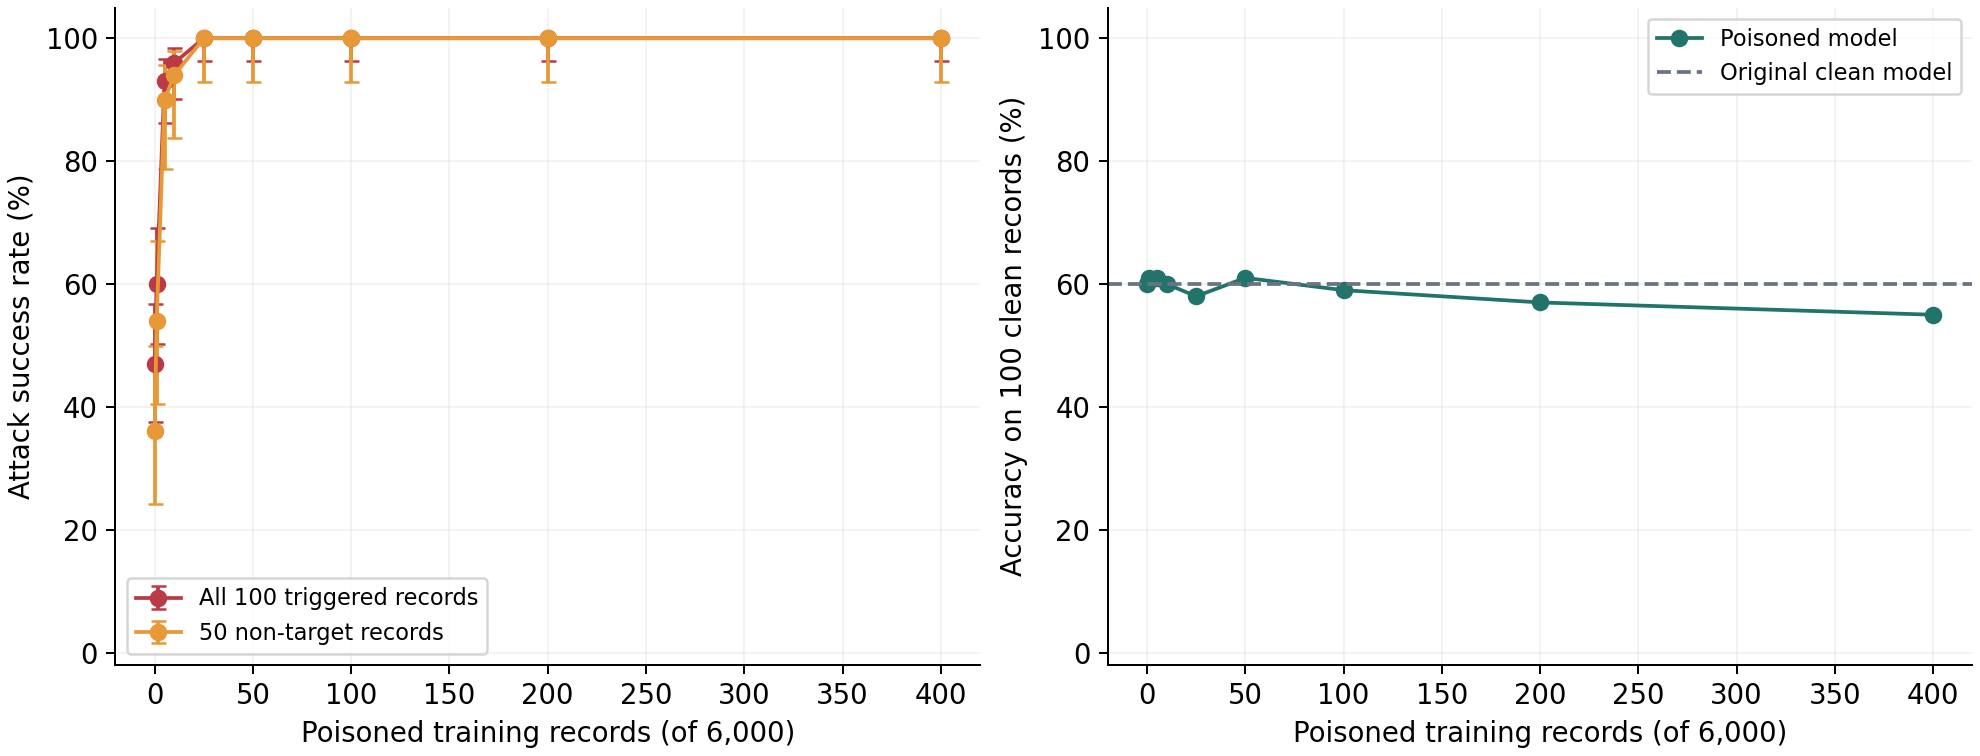 Attack success rate (%)
100
80
60
40
20
0
All 100 triggered records
50 non-target records
0 50 100 150 200 250 300 350 400
Poisoned training records (of 6,000)
Accuracy on 100 clean records (%)
100
80
60
40
20
0
Poisoned model
Original clean model
0 50 100 150 200 250 300 350 400
Poisoned training records (of 6,000)